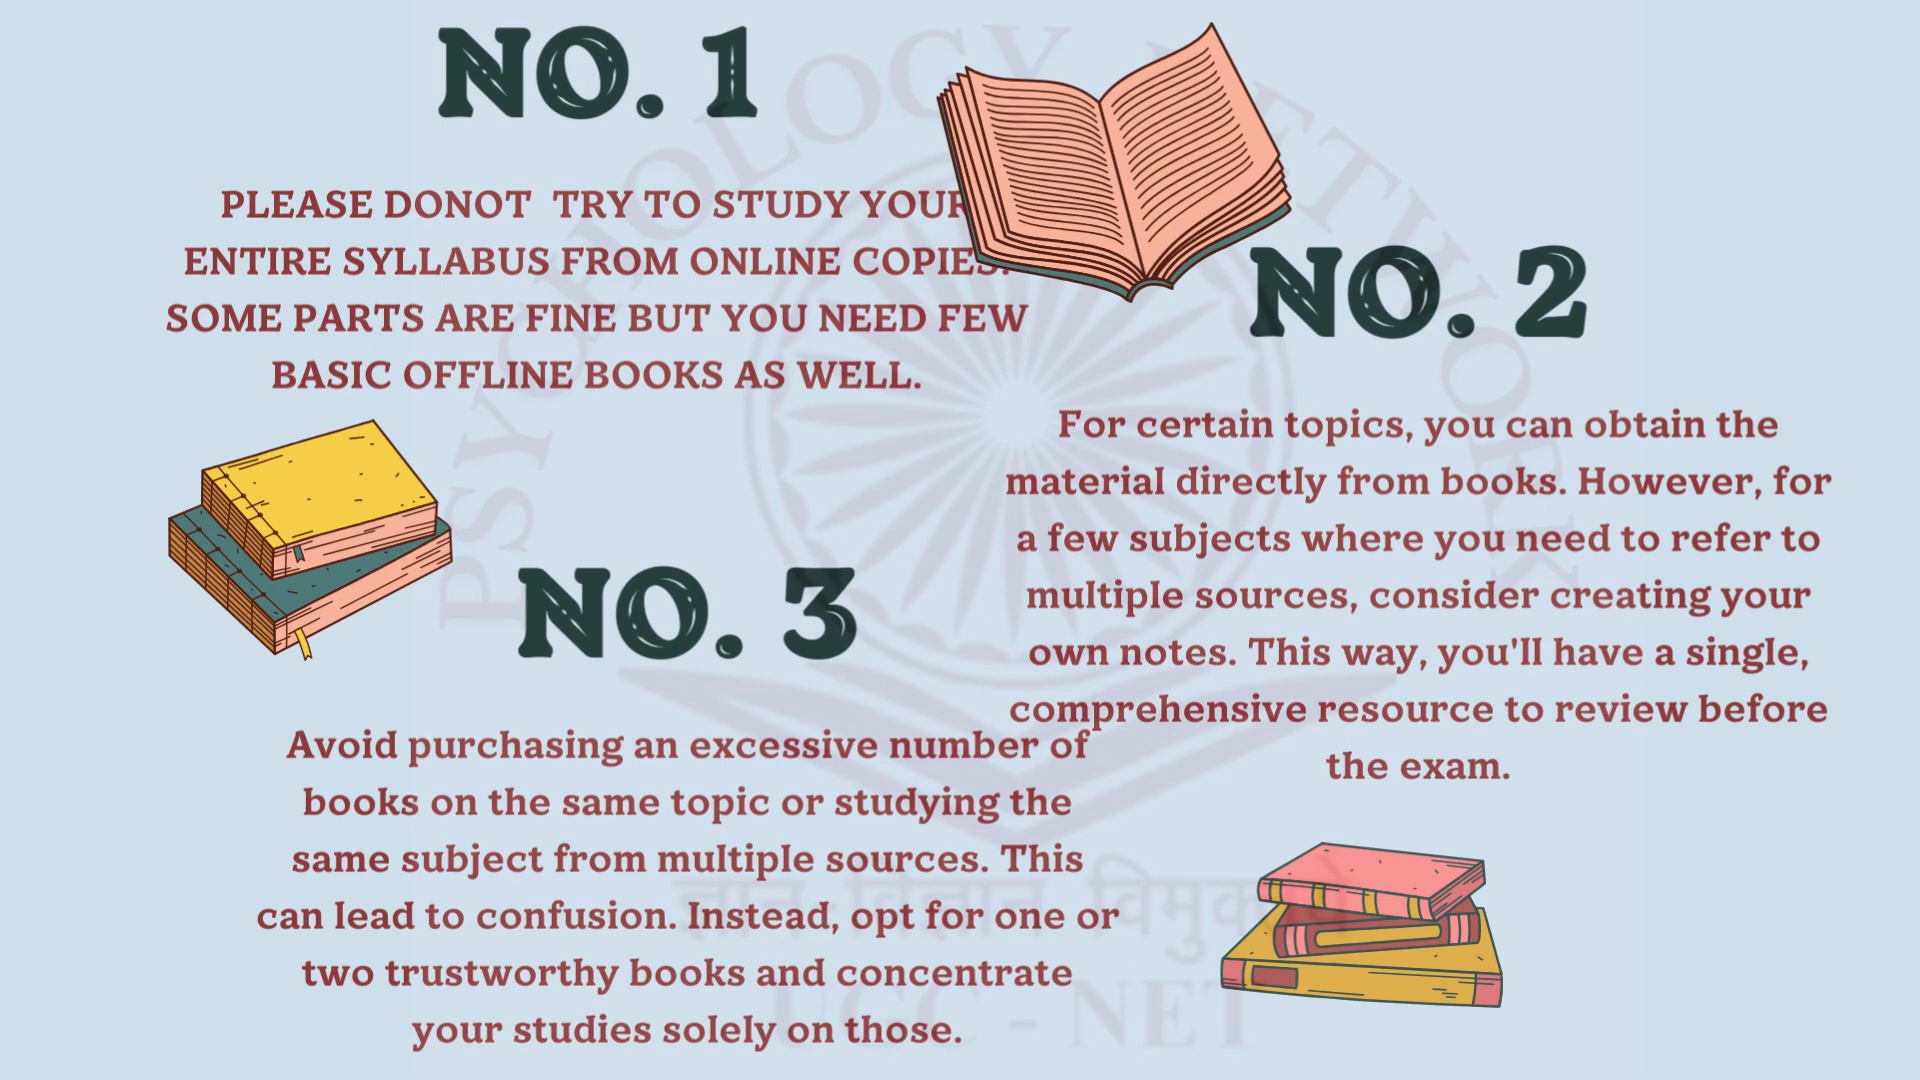 NO. 1
PLEASE DONOT TRY TO STUDY YOUR
ENTIRE SYLLABUS FROM ONLINE COPIES.
SOME PARTS ARE FINE BUT YOU NEED FEW
BASIC OFFLINE BOOKS AS WELL.
NO. 2
For certain topics, you can obtain the
material directly from books. However, for
a few subjects where you need to refer to
multiple sources, consider creating your
own notes. This way, you'll have a single,
comprehensive resource to review before
the exam.
NO. 3
Avoid purchasing an excessive number of
books on the same topic or studying the
same subject from multiple sources. This
can lead to confusion. Instead, opt for one or
two trustworthy books and concentrate
your studies solely on those.
PSYCHOLOGY NETWORK
ज्ञान-विज्ञान
UGC - NET